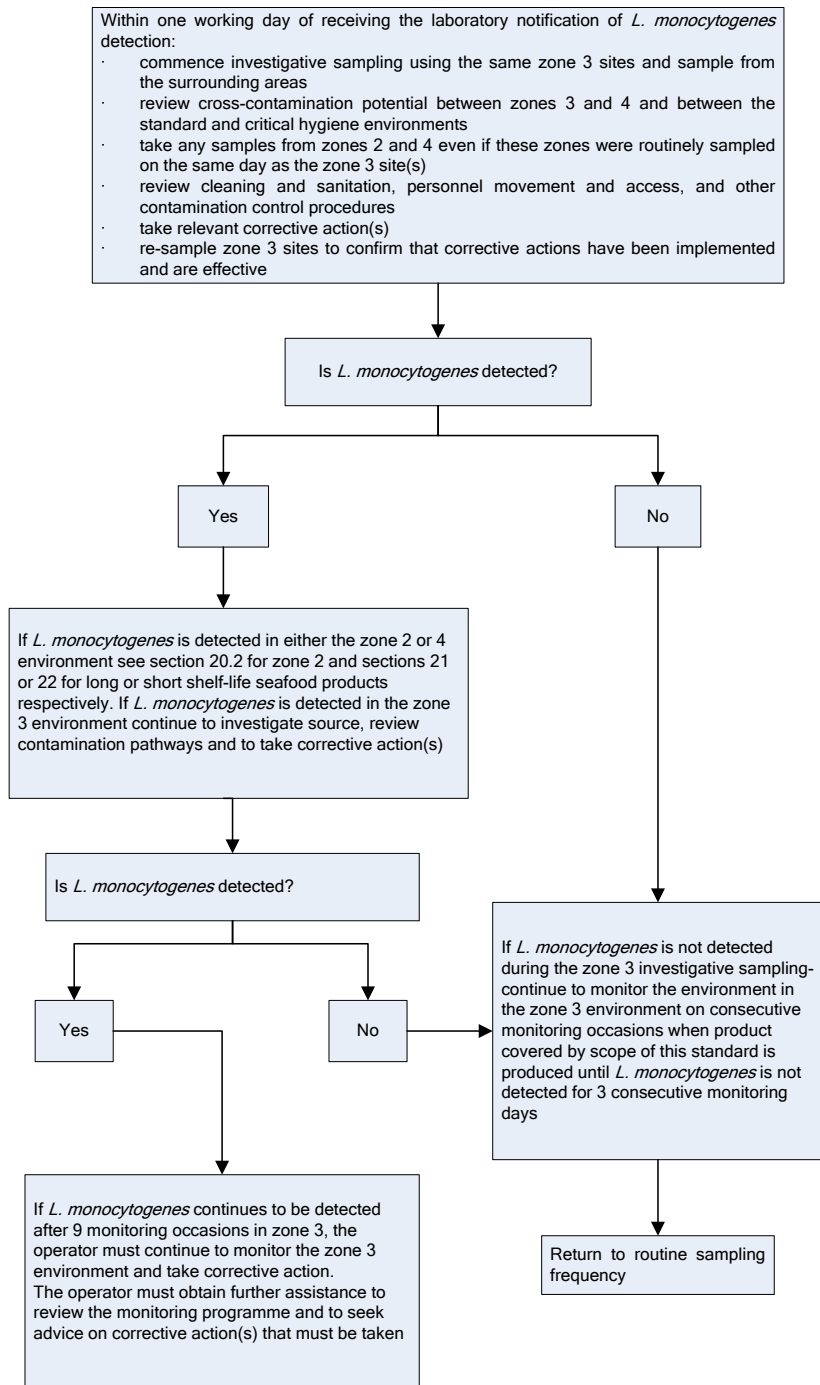 Within one working day of receiving the laboratory notification of L. monocytogenes
detection:
· commence investigative sampling using the same zone 3 sites and sample from
the surrounding areas
· review cross-contamination potential between zones 3 and 4 and between the
standard and critical hygiene environments
· take any samples from zones 2 and 4 even if these zones were routinely sampled
on the same day as the zone 3 site(s)
· review cleaning and sanitation, personnel movement and access, and other
contamination control procedures
· take relevant corrective action(s)
· re-sample zone 3 sites to confirm that corrective actions have been implemented
and are effective
Is L. monocytogenes detected?
Yes
No
If L. monocytogenes is detected in either the zone 2 or 4
environment see section 20.2 for zone 2 and sections 21
or 22 for long or short shelf-life seafood products
respectively. If L. monocytogenes is detected in the zone
3 environment continue to investigate source, review
contamination pathways and to take corrective action(s)
Is L. monocytogenes detected?
Yes
No
If L. monocytogenes is not detected
during the zone 3 investigative sampling-
continue to monitor the environment in
the zone 3 environment on consecutive
monitoring occasions when product
covered by scope of this standard is
produced until L. monocytogenes is not
detected for 3 consecutive monitoring
days
If L. monocytogenes continues to be detected
after 9 monitoring occasions in zone 3, the
operator must continue to monitor the zone 3
environment and take corrective action.
The operator must obtain further assistance to
review the monitoring programme and to seek
advice on corrective action(s) that must be taken
Return to routine sampling
frequency